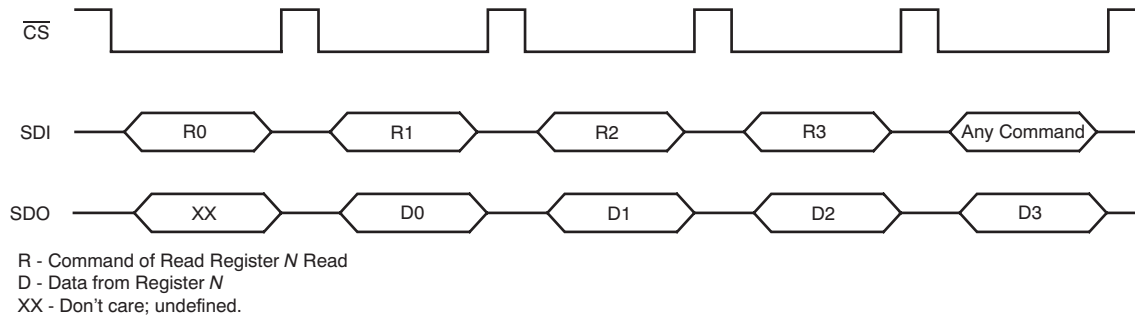 CS
SDI R0 R1 R2 R3 Any Command
SDO XX D0 D1 D2 D3
R - Command of Read Register N Read
D - Data from Register N
XX - Don't care; undefined.